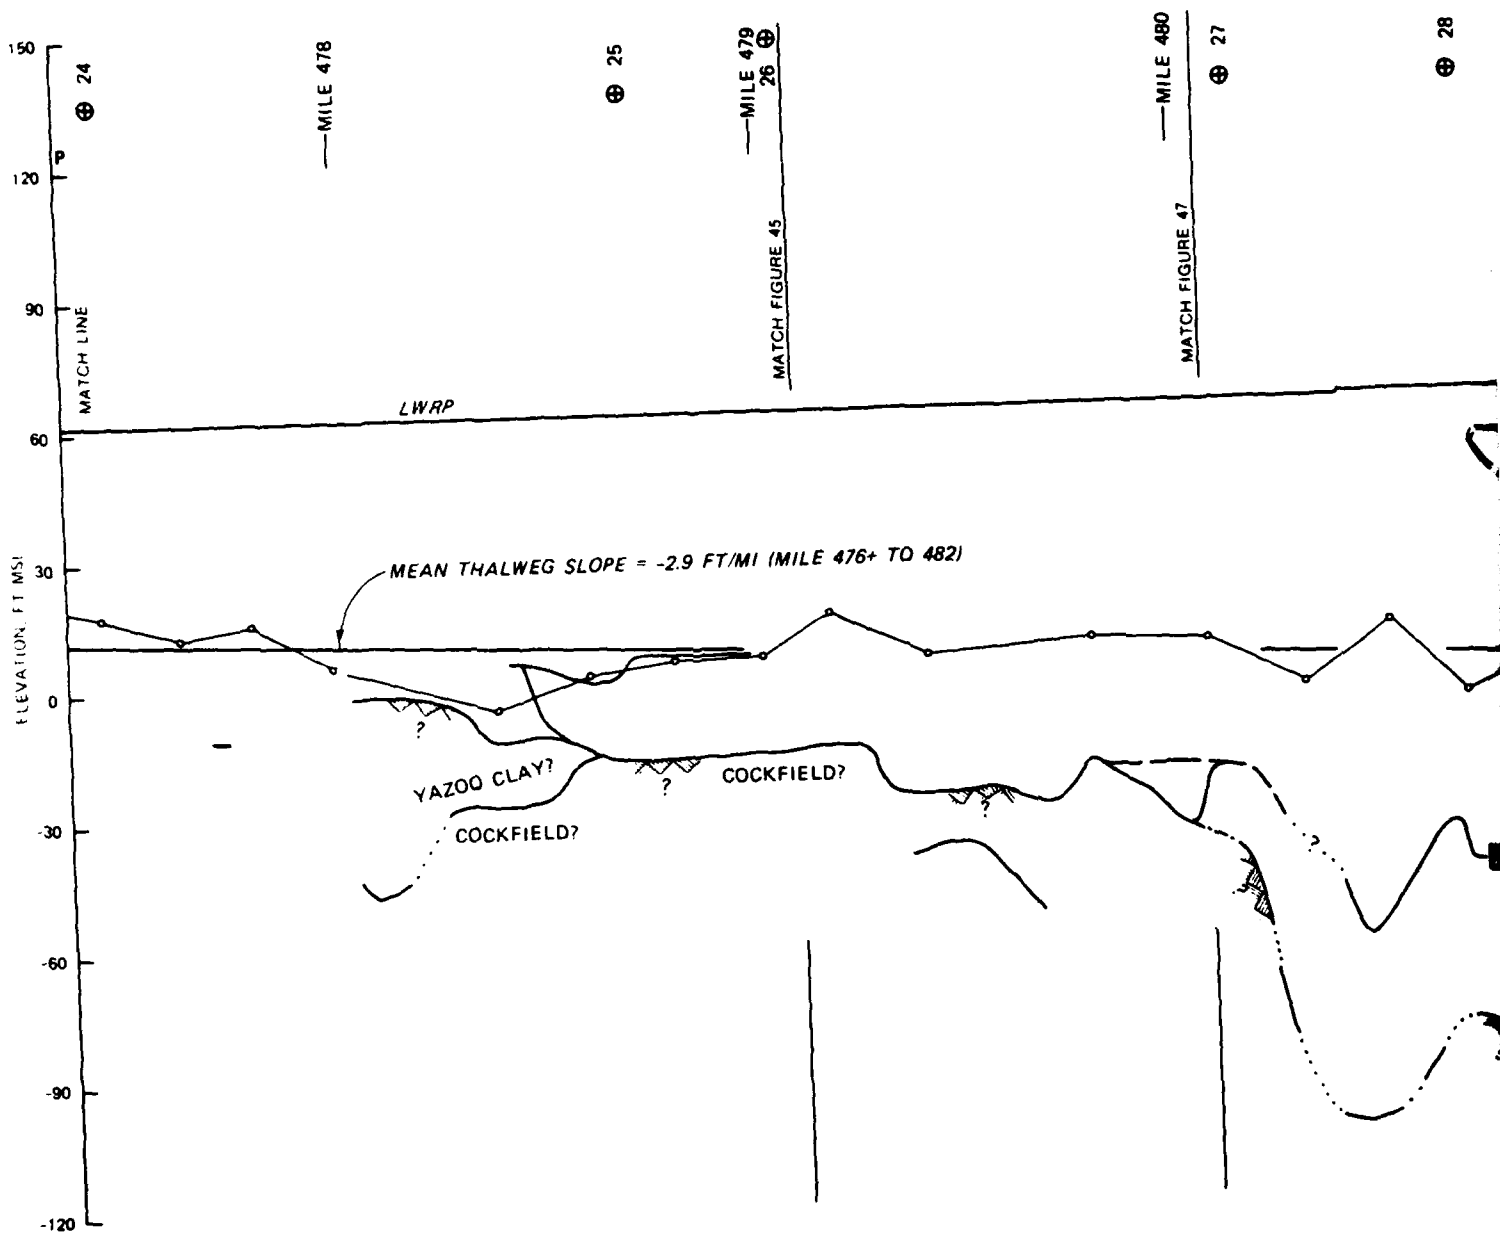 150
24
MILE 478
25
MILE 479
26
MILE 480
27
28
P
120
MATCH FIGURE 45
MATCH FIGURE 47
90
MATCH LINE
LWRP
60
ELEVATION, FT MSL
30
MEAN THALWEG SLOPE = -2.9 FT/MI (MILE 476+ TO 482)
0
?
YAZOO CLAY?
?
COCKFIELD?
?
-30
COCKFIELD?
?
-60
-90
-120